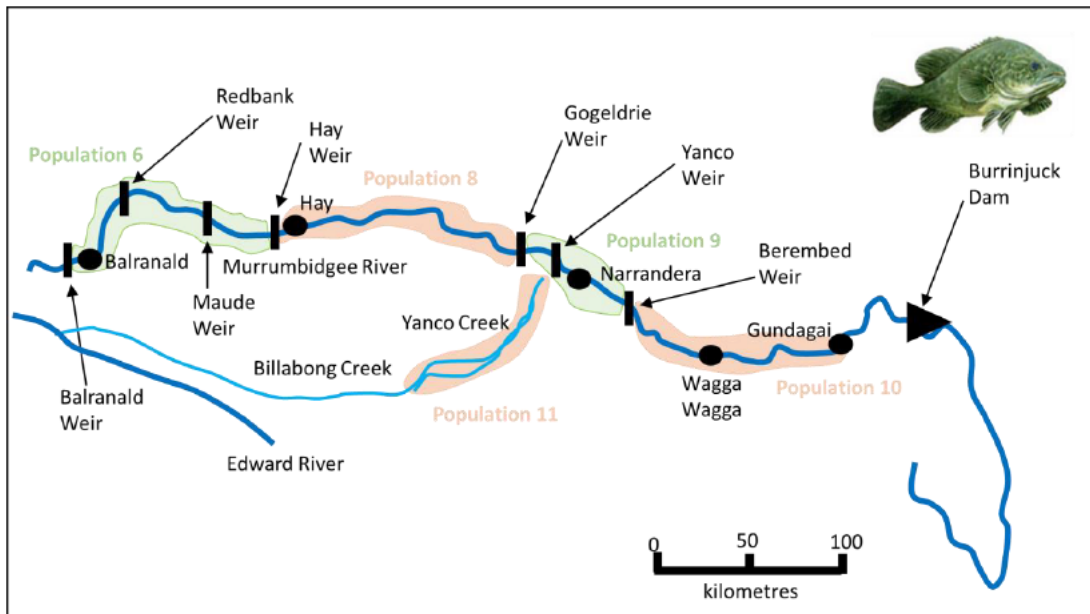 Redbank
Weir
Hay
Weir
Gogeldrie
Weir
Yanco
Weir
Burrinjuck
Dam
Population 6
Population 8
Population 9
Hay
Balranald
Murrumbidgee River
Narrandera
Berembed
Weir
Maude
Weir
Yanco Creek
Gundagai
Billabong Creek
Balranald
Weir
Population 11
Wagga
Wagga
Population 10
Edward River
0
50
100
kilometres